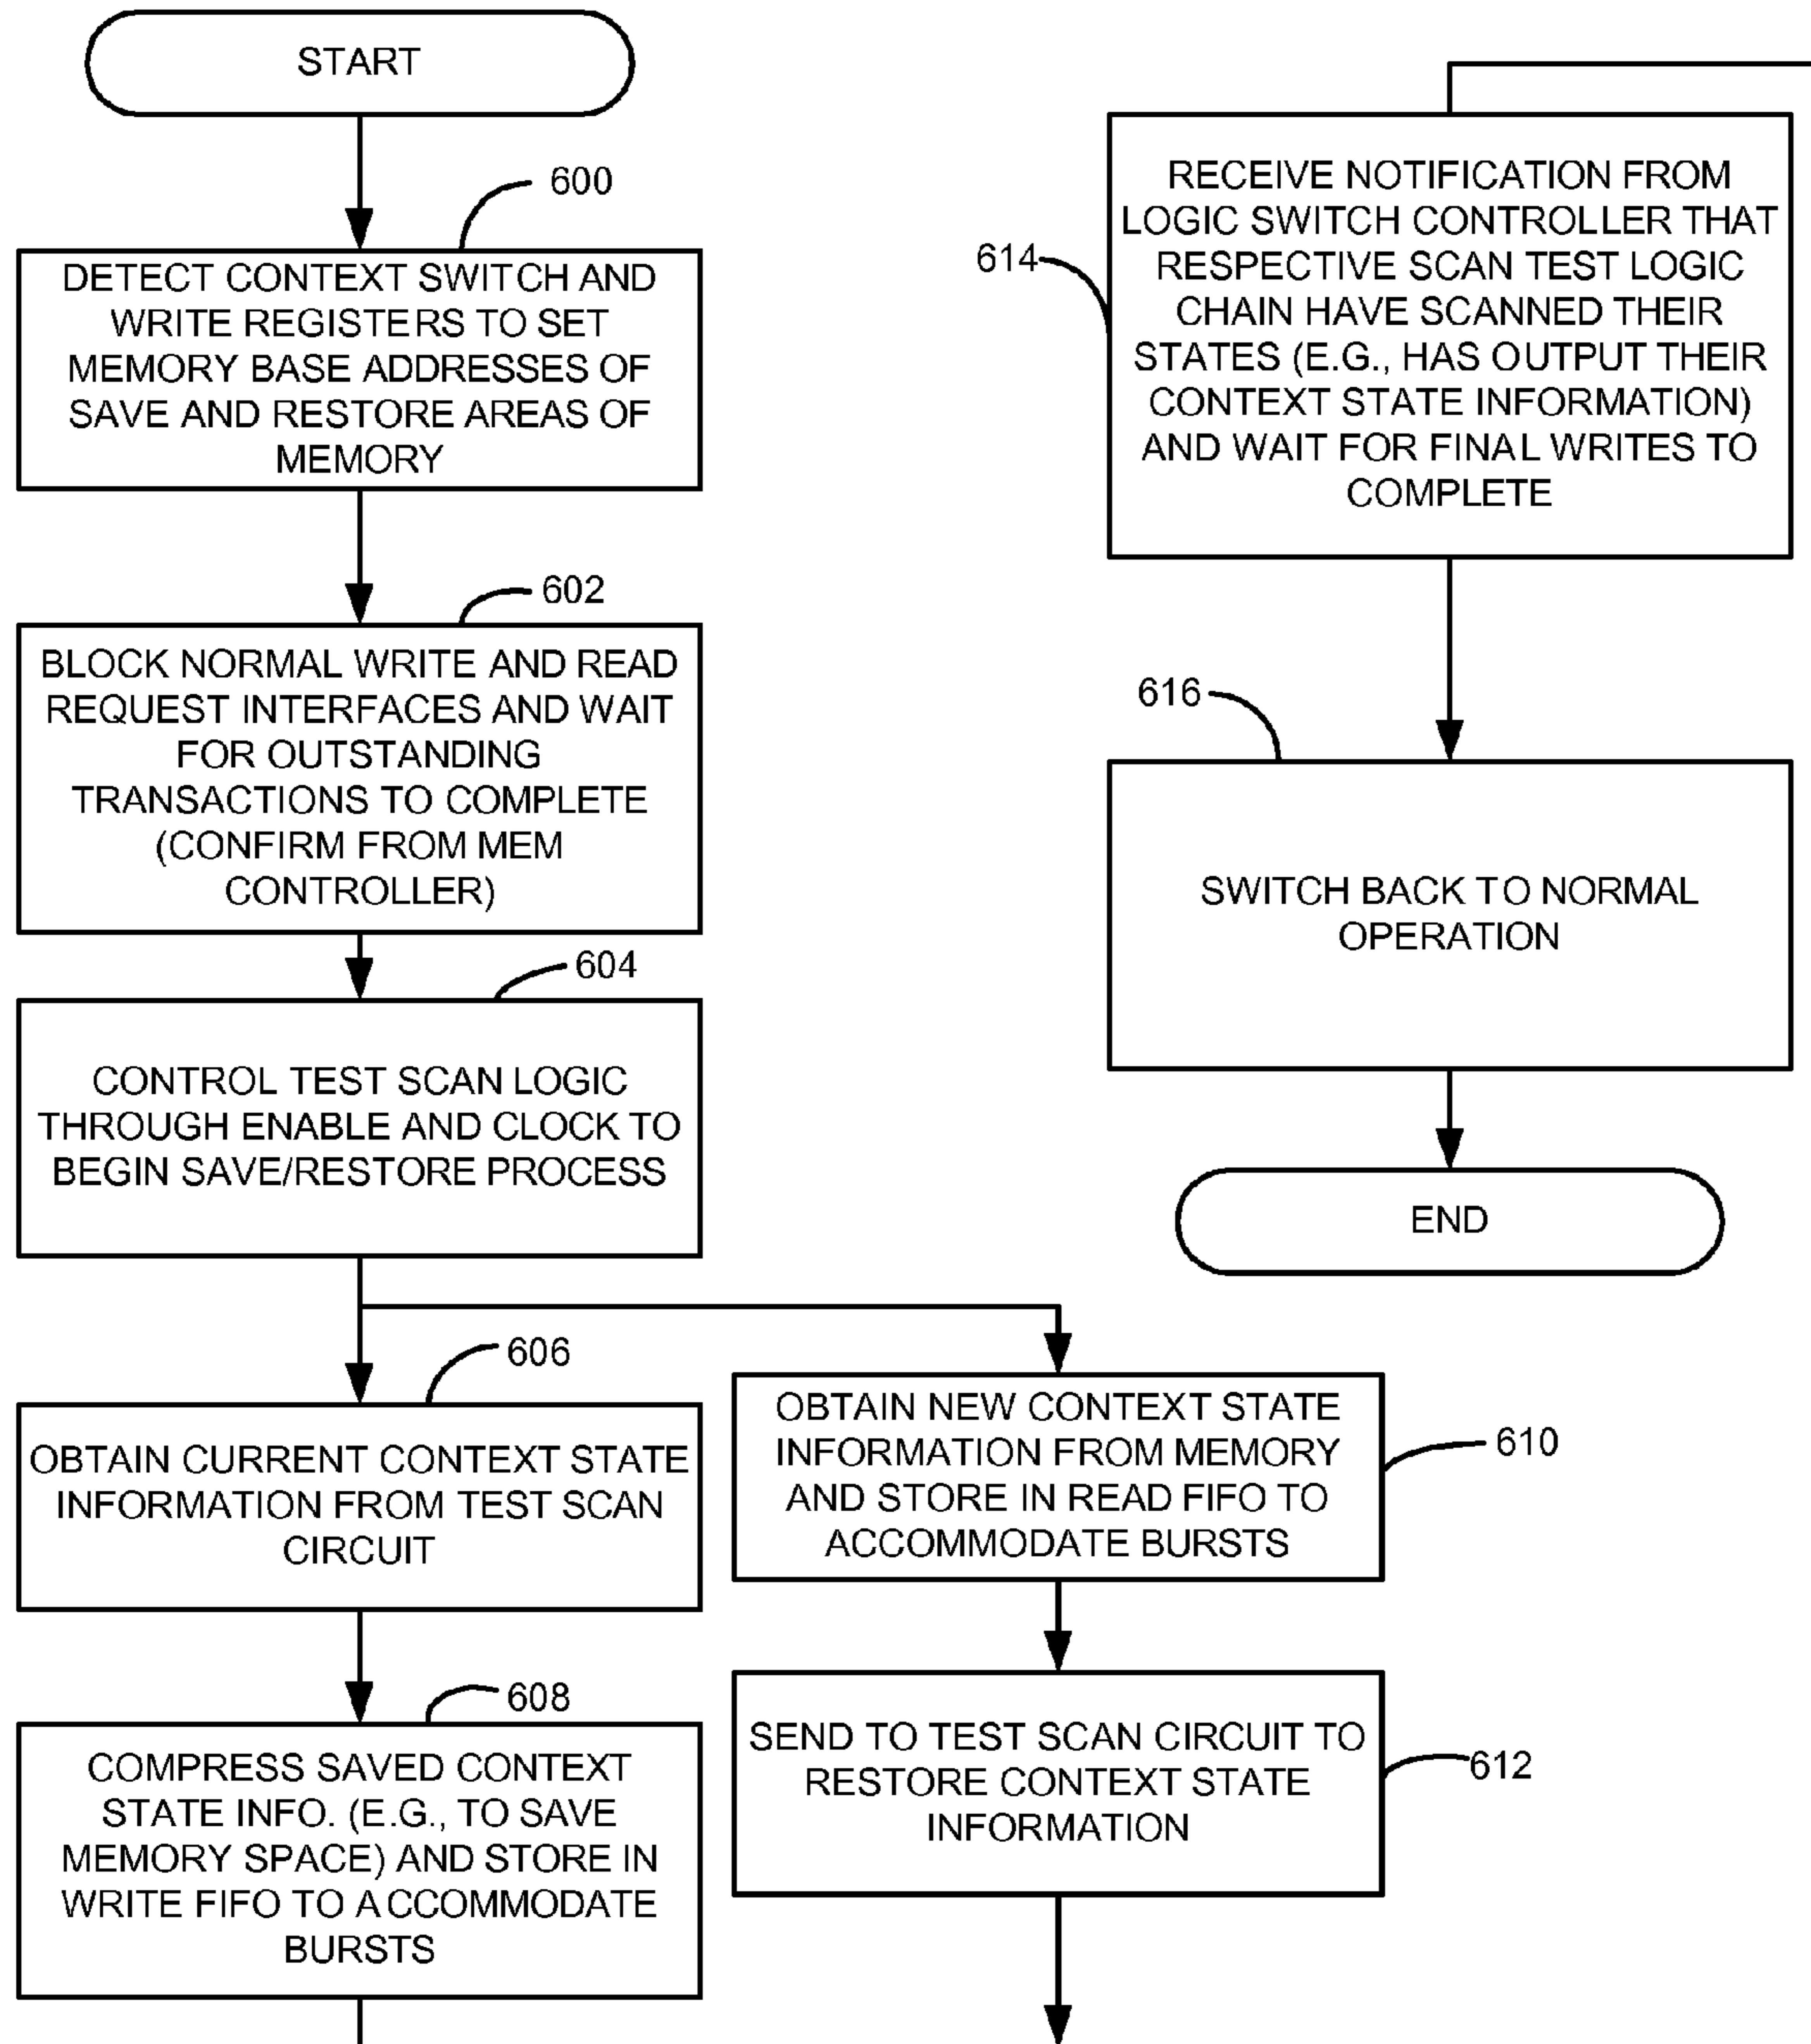 START
600
DETECT CONTEXT SWITCH AND
WRITE REGISTERS TO SET
MEMORY BASE ADDRESSES OF
SAVE AND RESTORE AREAS OF
MEMORY
602
BLOCK NORMAL WRITE AND READ
REQUEST INTERFACES AND WAIT
FOR OUTSTANDING
TRANSACTIONS TO COMPLETE
(CONFIRM FROM MEM
CONTROLLER)
604
CONTROL TEST SCAN LOGIC
THROUGH ENABLE AND CLOCK TO
BEGIN SAVE/RESTORE PROCESS
606
OBTAIN CURRENT CONTEXT STATE
INFORMATION FROM TEST SCAN
CIRCUIT
608
COMPRESS SAVED CONTEXT
STATE INFO. (E.G., TO SAVE
MEMORY SPACE) AND STORE IN
WRITE FIFO TO ACCOMMODATE
BURSTS
OBTAIN NEW CONTEXT STATE
INFORMATION FROM MEMORY
AND STORE IN READ FIFO TO
ACCOMMODATE BURSTS
610
SEND TO TEST SCAN CIRCUIT TO
RESTORE CONTEXT STATE
INFORMATION
612
614
RECEIVE NOTIFICATION FROM
LOGIC SWITCH CONTROLLER THAT
RESPECTIVE SCAN TEST LOGIC
CHAIN HAVE SCANNED THEIR
STATES (E.G., HAS OUTPUT THEIR
CONTEXT STATE INFORMATION)
AND WAIT FOR FINAL WRITES TO
COMPLETE
616
SWITCH BACK TO NORMAL
OPERATION
END